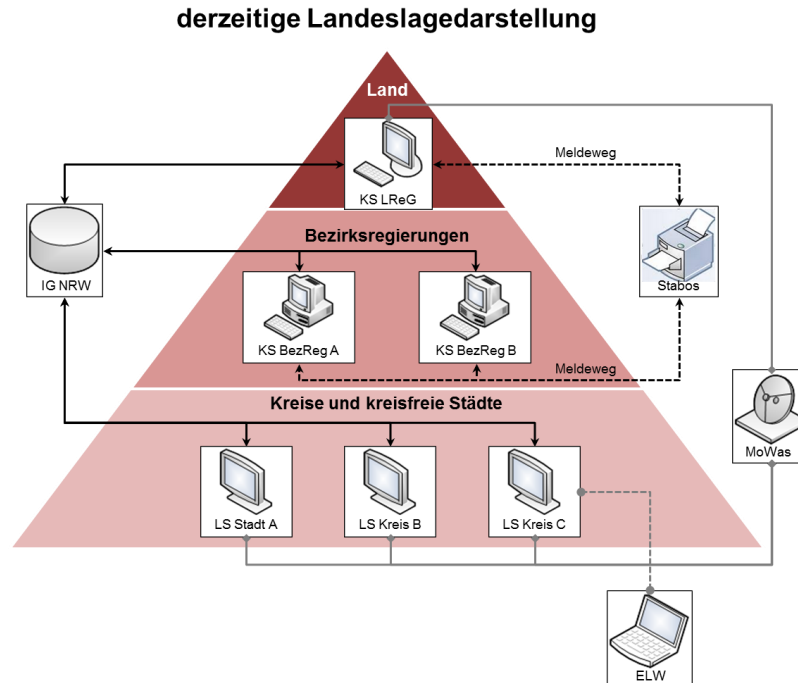 derzeitige Landeslagedarstellung
Land
KS LReG
Meldeweg
IG NRW
Bezirksregierungen
Stabos
KS BezReg A
KS BezReg B
Meldeweg
Kreise und kreisfreie Städte
MoWas
LS Stadt A
LS Kreis B
LS Kreis C
ELW